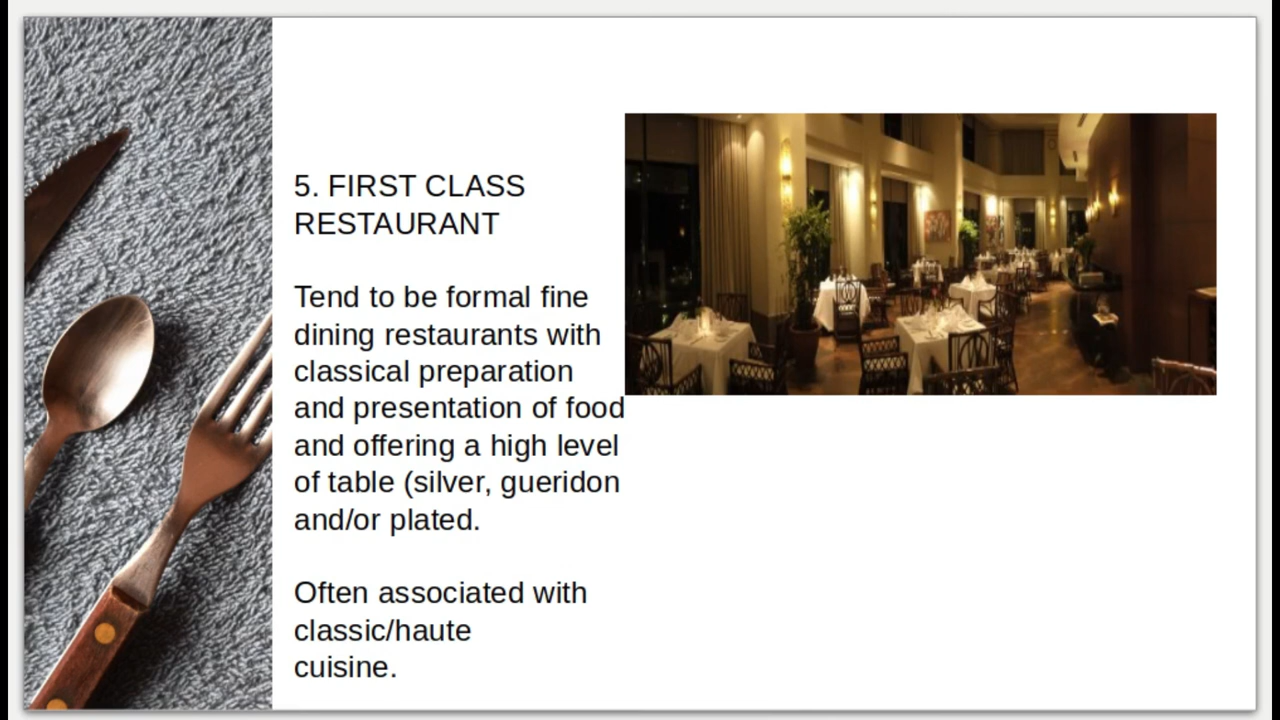 5. FIRST CLASS
RESTAURANT
Tend to be formal fine
dining restaurants with
classical preparation
and presentation of food
and offering a high level
of table (silver, gueridon
and/or plated.
Often associated with
classic/haute
cuisine.